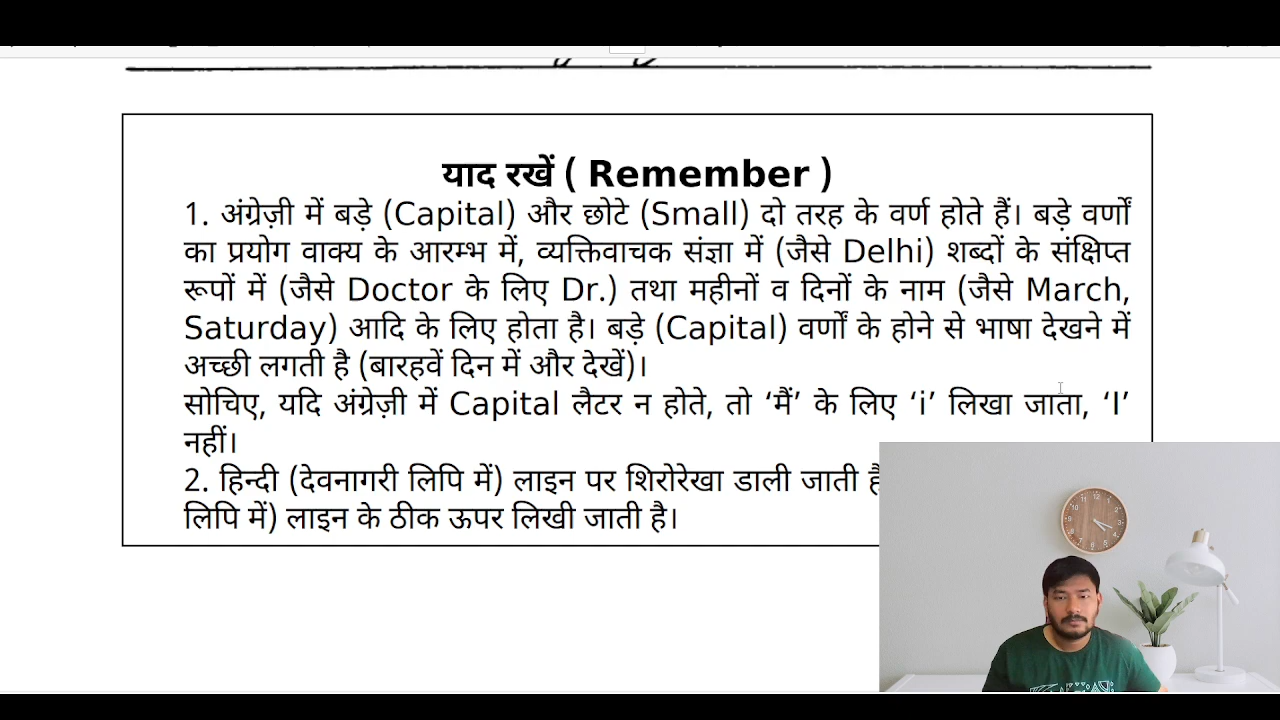 याद रखें ( Remember )
1. अंग्रेज़ी में बड़े (Capital) और छोटे (Small) दो तरह के वर्ण होते हैं। बड़े वर्णों
का प्रयोग वाक्य के आरम्भ में, व्यक्तिवाचक संज्ञा में (जैसे Delhi) शब्दों के संक्षिप्त
रूपों में (जैसे Doctor के लिए Dr.) तथा महीनों व दिनों के नाम (जैसे March,
Saturday) आदि के लिए होता है। बड़े (Capital) वर्णों के होने से भाषा देखने में
अच्छी लगती है (बारहवें दिन में और देखें)।
सोचिए, यदि अंग्रेज़ी में Capital लैटर न होते, तो ‘मैं’ के लिए ‘i’ लिखा जाता, ‘I’
नहीं।
2. हिन्दी (देवनागरी लिपि में) लाइन पर शिरोरेखा डाली जाती
लिपि में) लाइन के ठीक ऊपर लिखी जाती है।